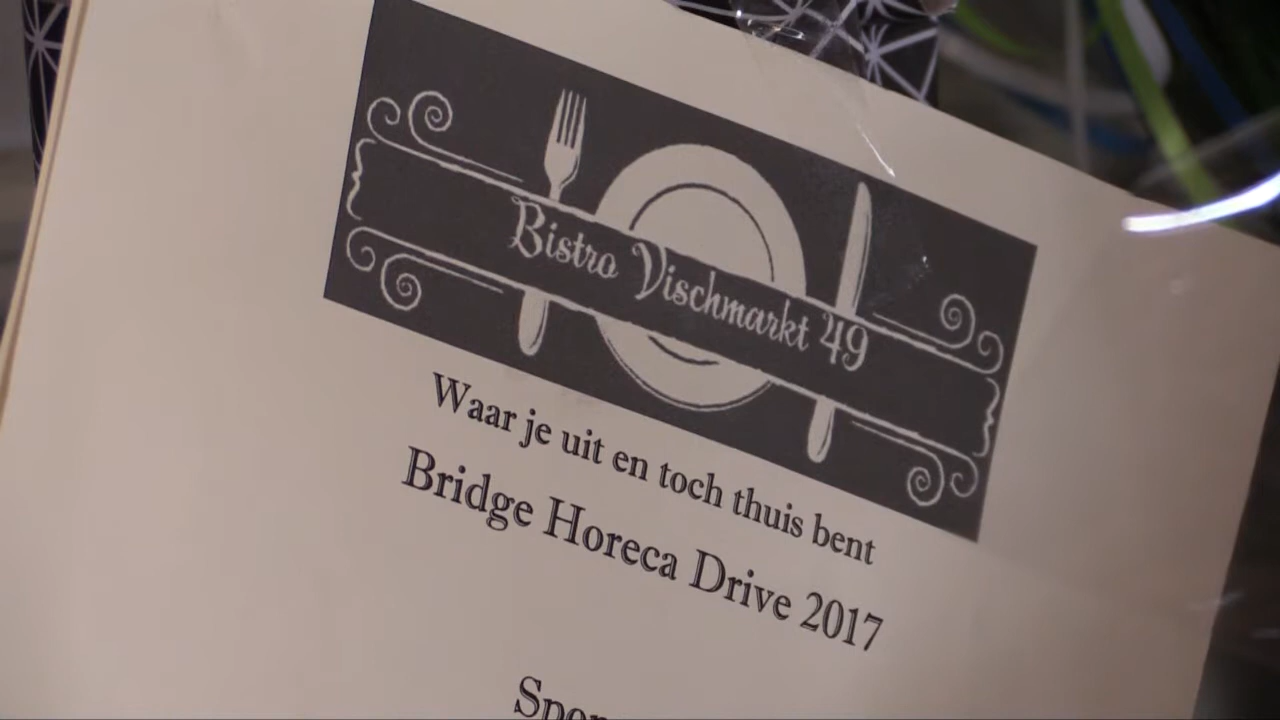 Bistro Vischmarkt 49
Waar je uit en toch thuis bent
Bridge Horeca Drive 2017